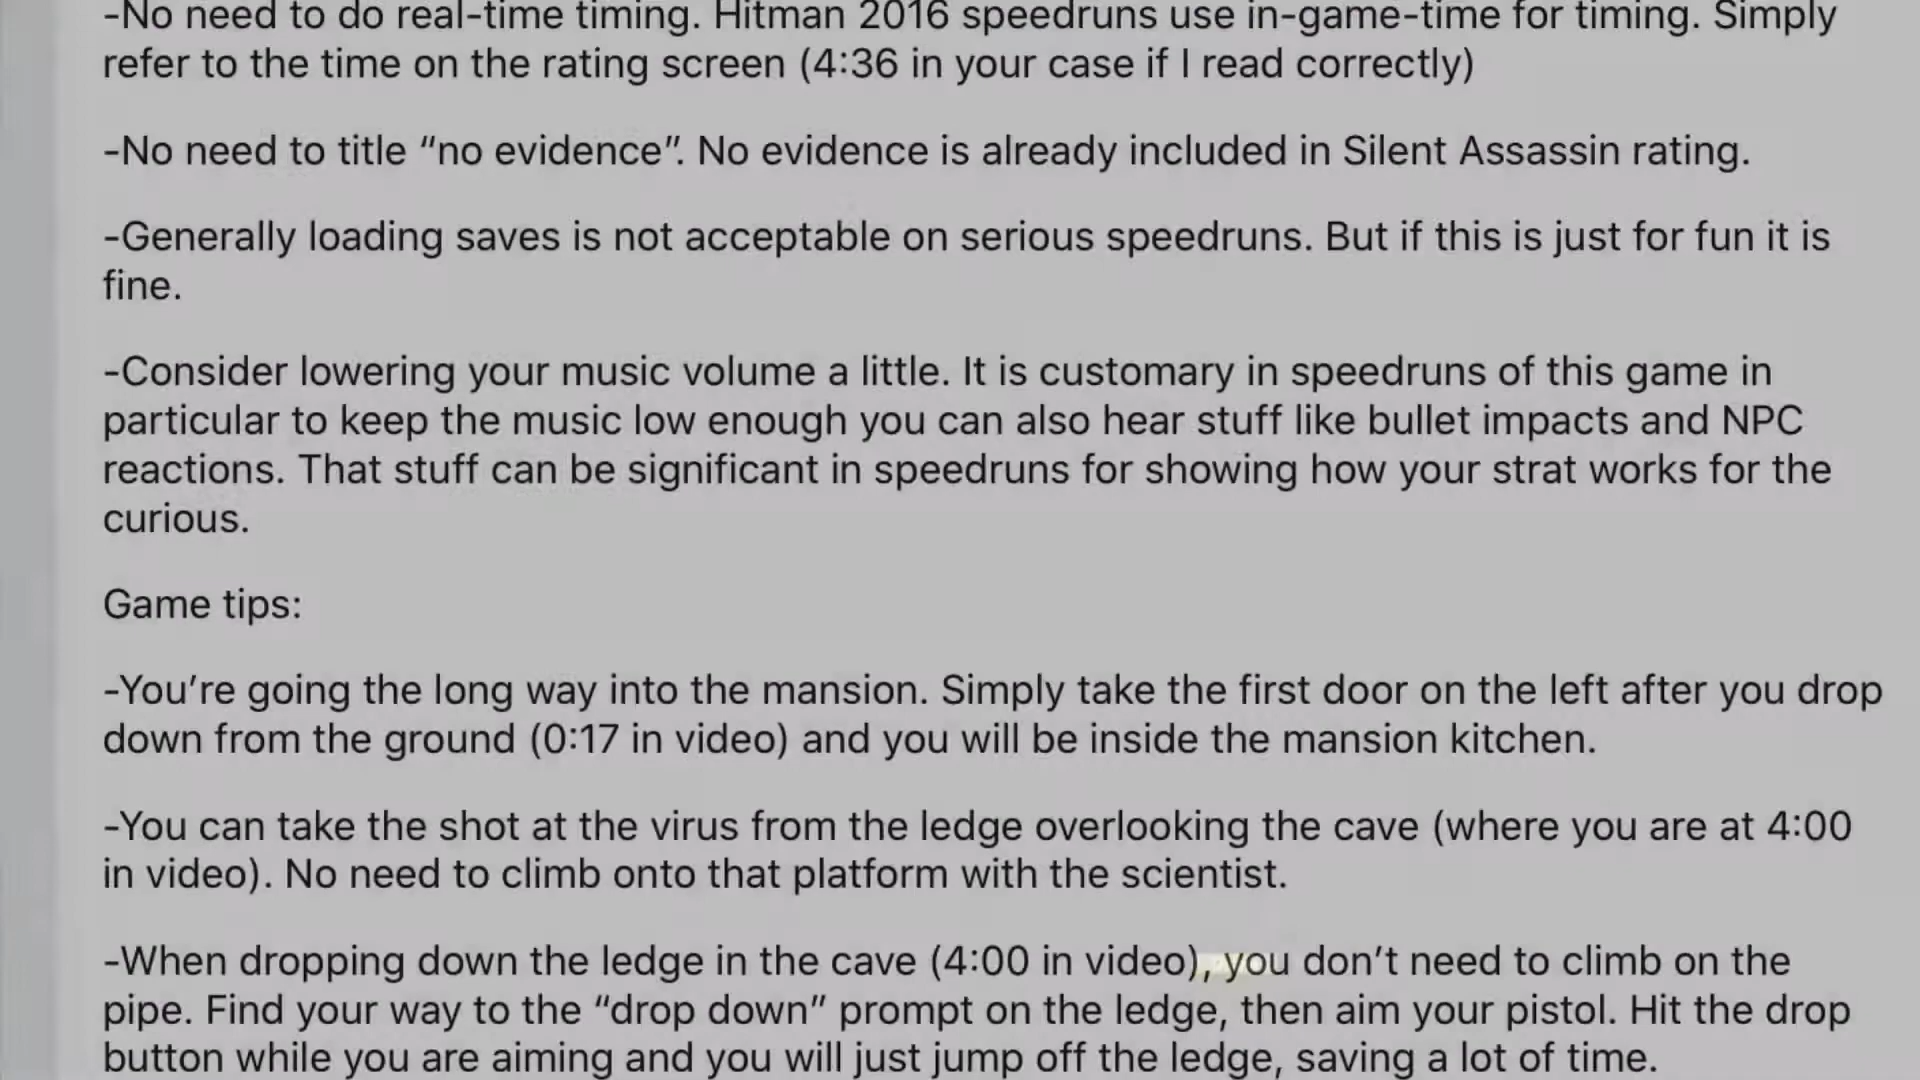 -No need to do real-time timing. Hitman 2016 speedruns use in-game-time for timing. Simply
refer to the time on the rating screen (4:36 in your case if I read correctly)
-No need to title “no evidence”. No evidence is already included in Silent Assassin rating.
-Generally loading saves is not acceptable on serious speedruns. But if this is just for fun it is
fine.
-Consider lowering your music volume a little. It is customary in speedruns of this game in
particular to keep the music low enough you can also hear stuff like bullet impacts and NPC
reactions. That stuff can be significant in speedruns for showing how your strat works for the
curious.
Game tips:
-You’re going the long way into the mansion. Simply take the first door on the left after you drop
down from the ground (0:17 in video) and you will be inside the mansion kitchen.
-You can take the shot at the virus from the ledge overlooking the cave (where you are at 4:00
in video). No need to climb onto that platform with the scientist.
-When dropping down the ledge in the cave (4:00 in video), you don’t need to climb on the
pipe. Find your way to the “drop down” prompt on the ledge, then aim your pistol. Hit the drop
button while you are aiming and you will just jump off the ledge, saving a lot of time.